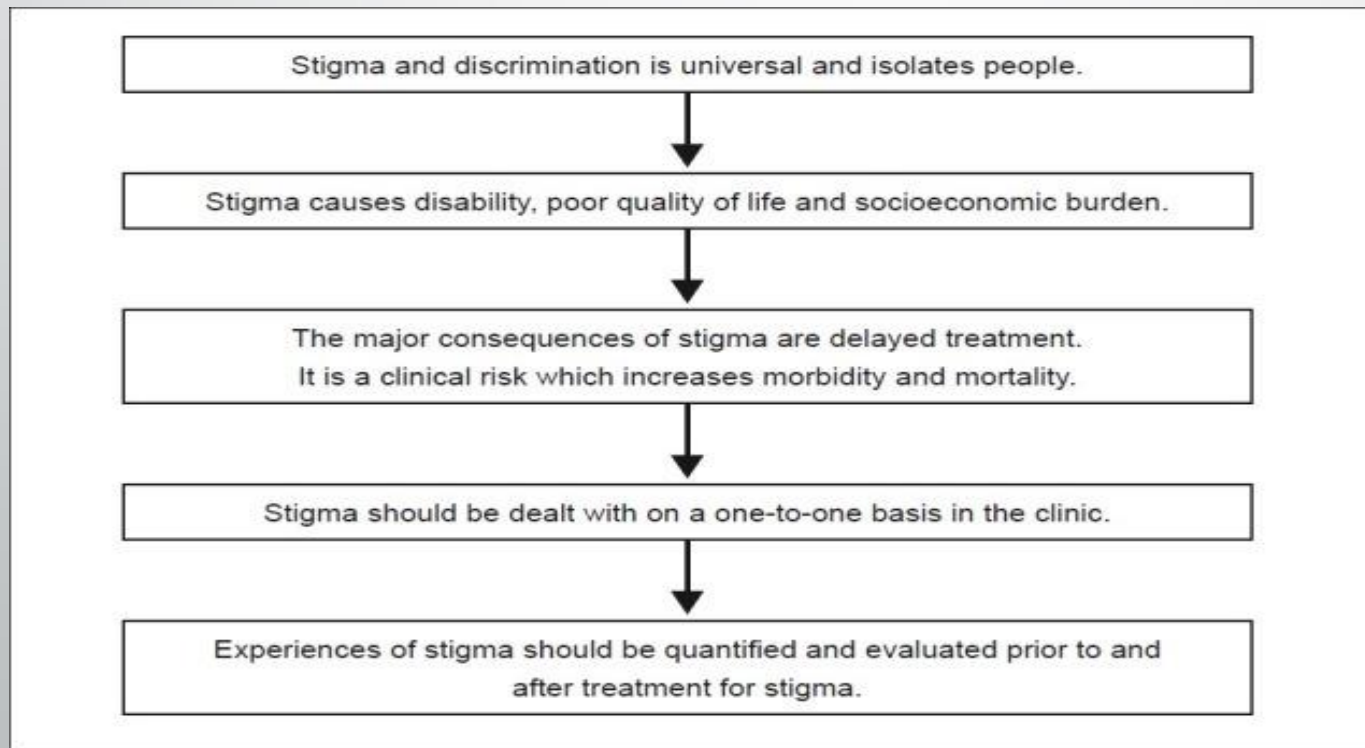 Stigma and discrimination is universal and isolates people.
Stigma causes disability, poor quality of life and socioeconomic burden.
The major consequences of stigma are delayed treatment.
It is a clinical risk which increases morbidity and mortality.
Stigma should be dealt with on a one-to-one basis in the clinic.
Experiences of stigma should be quantified and evaluated prior to and
after treatment for stigma.